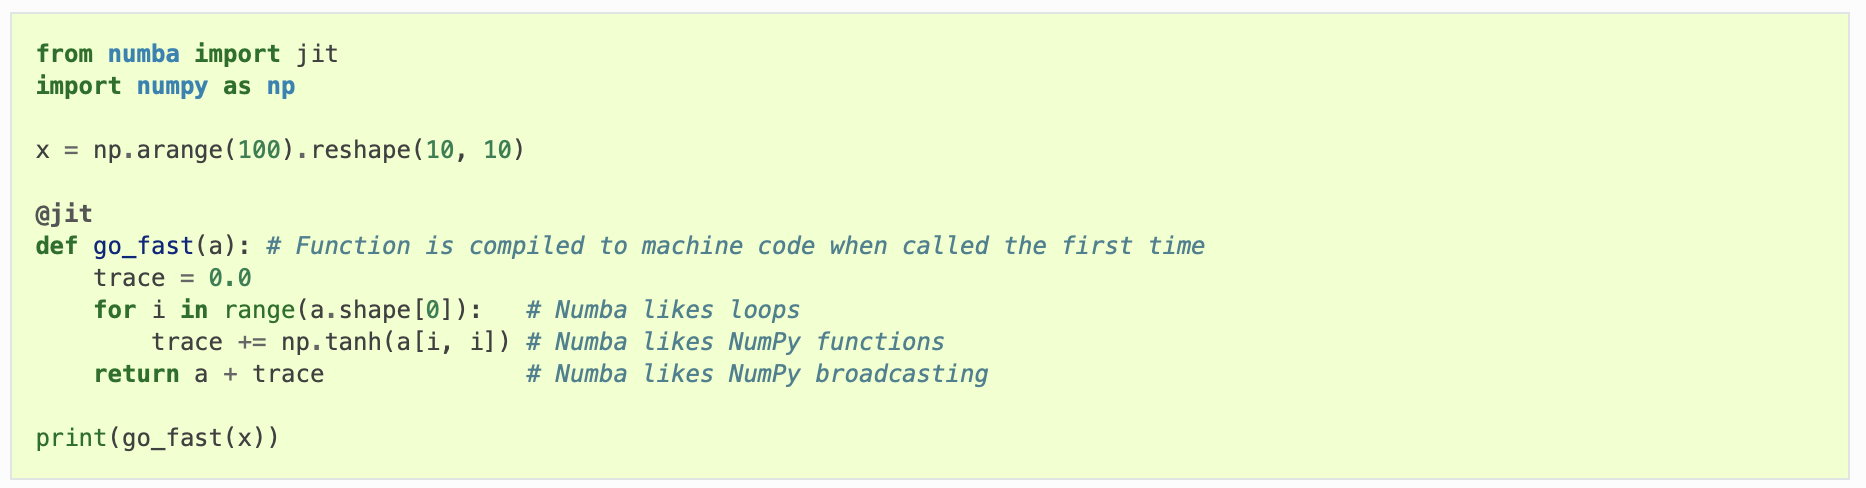 from numba import jit
import numpy as np

x = np.arange(100).reshape(10, 10)

@jit
def go_fast(a): # Function is compiled to machine code when called the first time
    trace = 0.0
    for i in range(a.shape[0]):   # Numba likes loops
        trace += np.tanh(a[i, i]) # Numba likes NumPy functions
    return a + trace              # Numba likes NumPy broadcasting

print(go_fast(x))